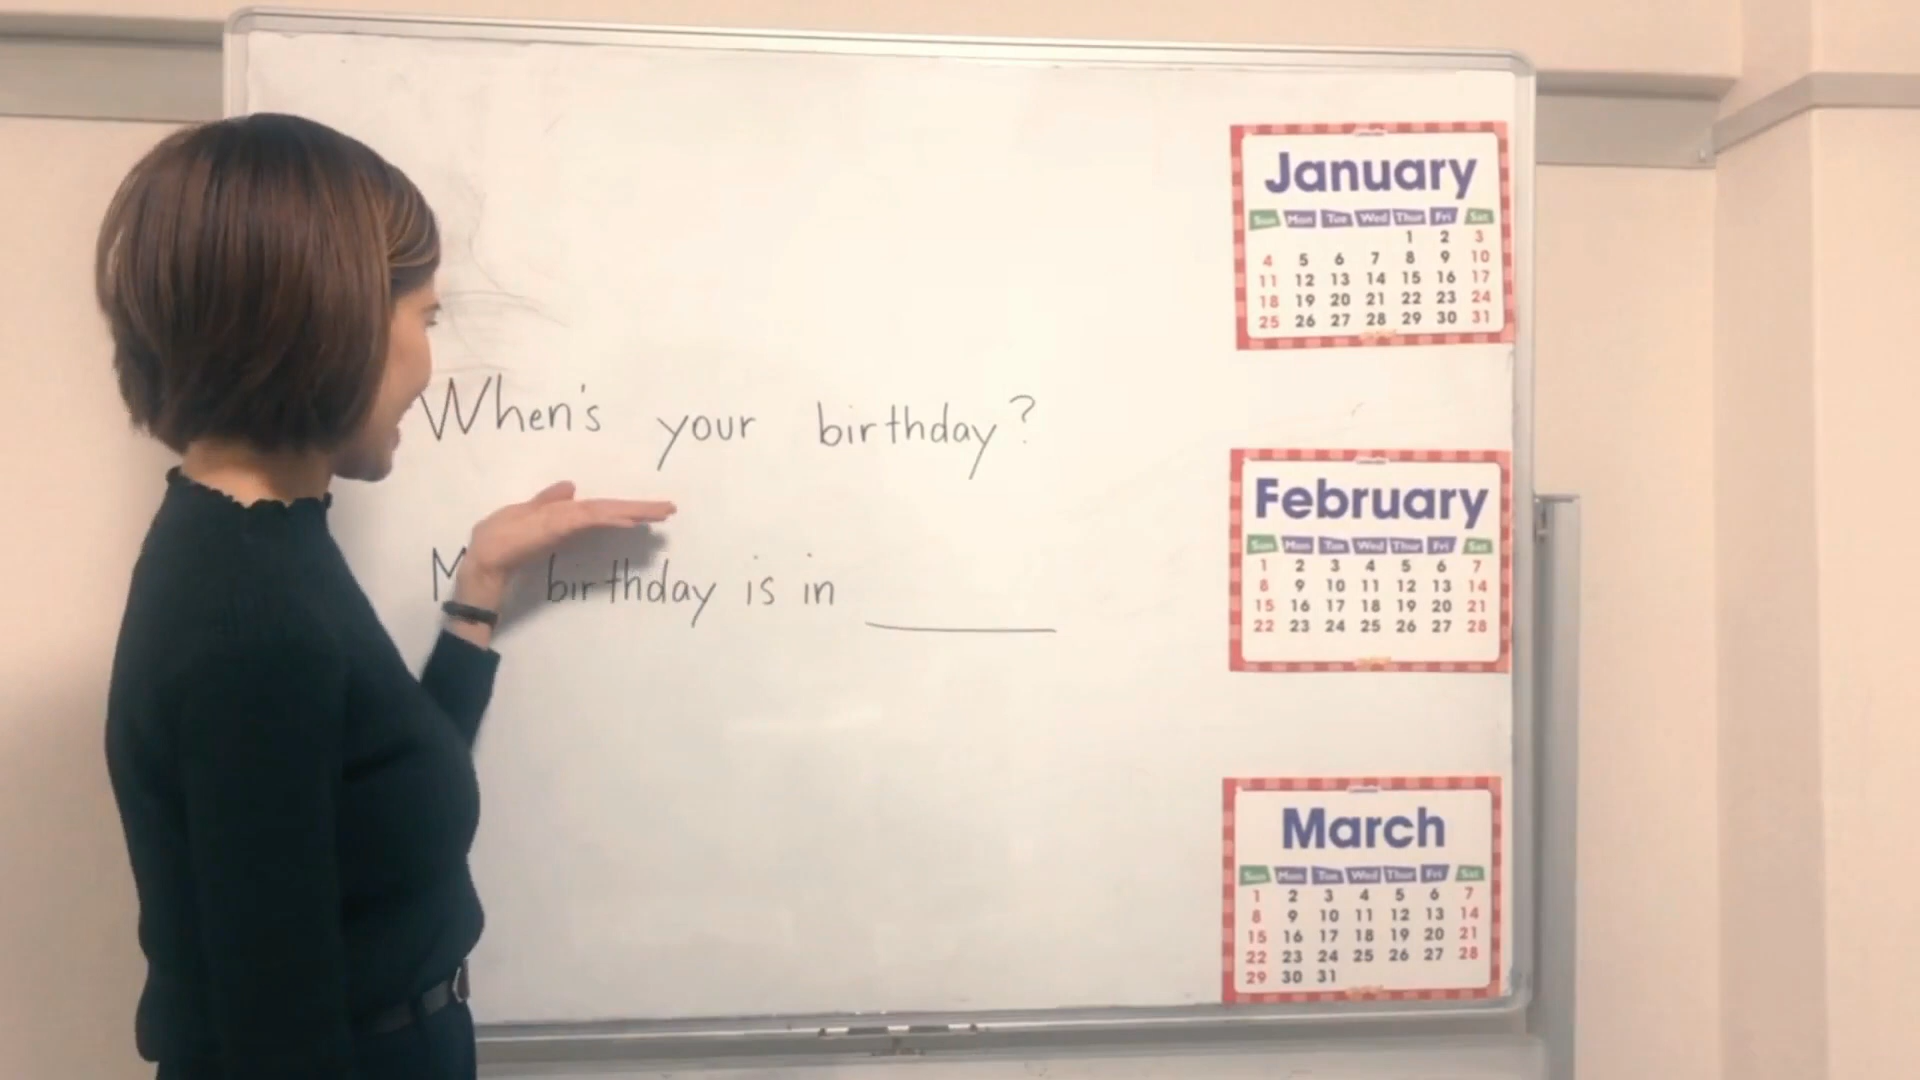 When's your birthday?
birthday is in
January
Sun Mon Tue Wed Thur Fri Sat
1 2 3
4 5 6 7 8 9 10
11 12 13 14 15 16 17
18 19 20 21 22 23 24
25 26 27 28 29 30 31
February
Sun Mon Tue Wed Thur Fri Sat
1 2 3 4 5 6 7
8 9 10 11 12 13 14
15 16 17 18 19 20 21
22 23 24 25 26 27 28
March
Sun Mon Tue Wed Thur Fri Sat
1 2 3 4 5 6 7
8 9 10 11 12 13 14
15 16 17 18 19 20 21
22 23 24 25 26 27 28
29 30 31